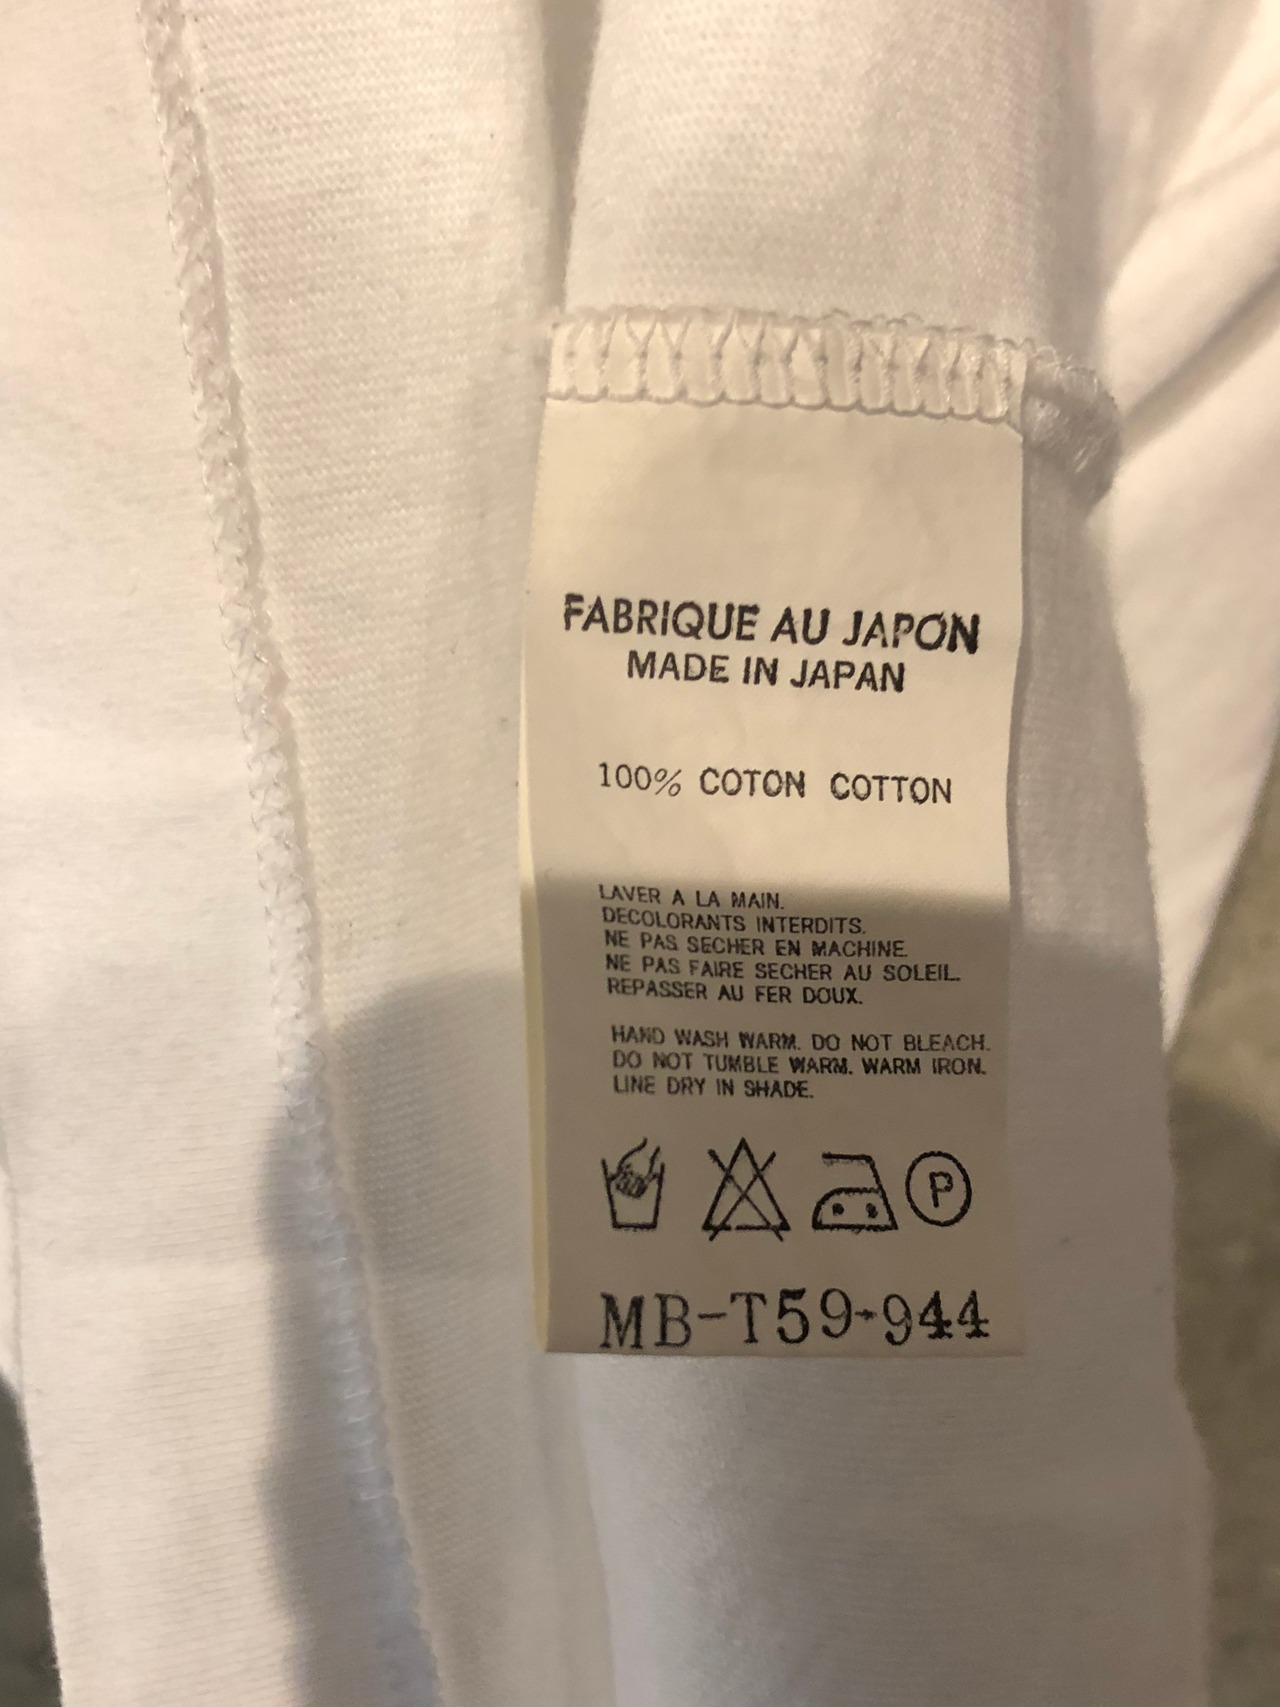 FABRIQUE AU JAPON
MADE IN JAPAN
100% COTON COTTON
LAVER A LA MAIN.
DECOLORANTS INTERDITS.
NE PAS SECHER EN MACHINE.
NE PAS FAIRE SECHER AU SOLEIL.
REPASSER AU FER DOUX.
HAND WASH WARM. DO NOT BLEACH.
DO NOT TUMBLE WARM. WARM IRON.
LINE DRY IN SHADE.
P
MB-T59-944